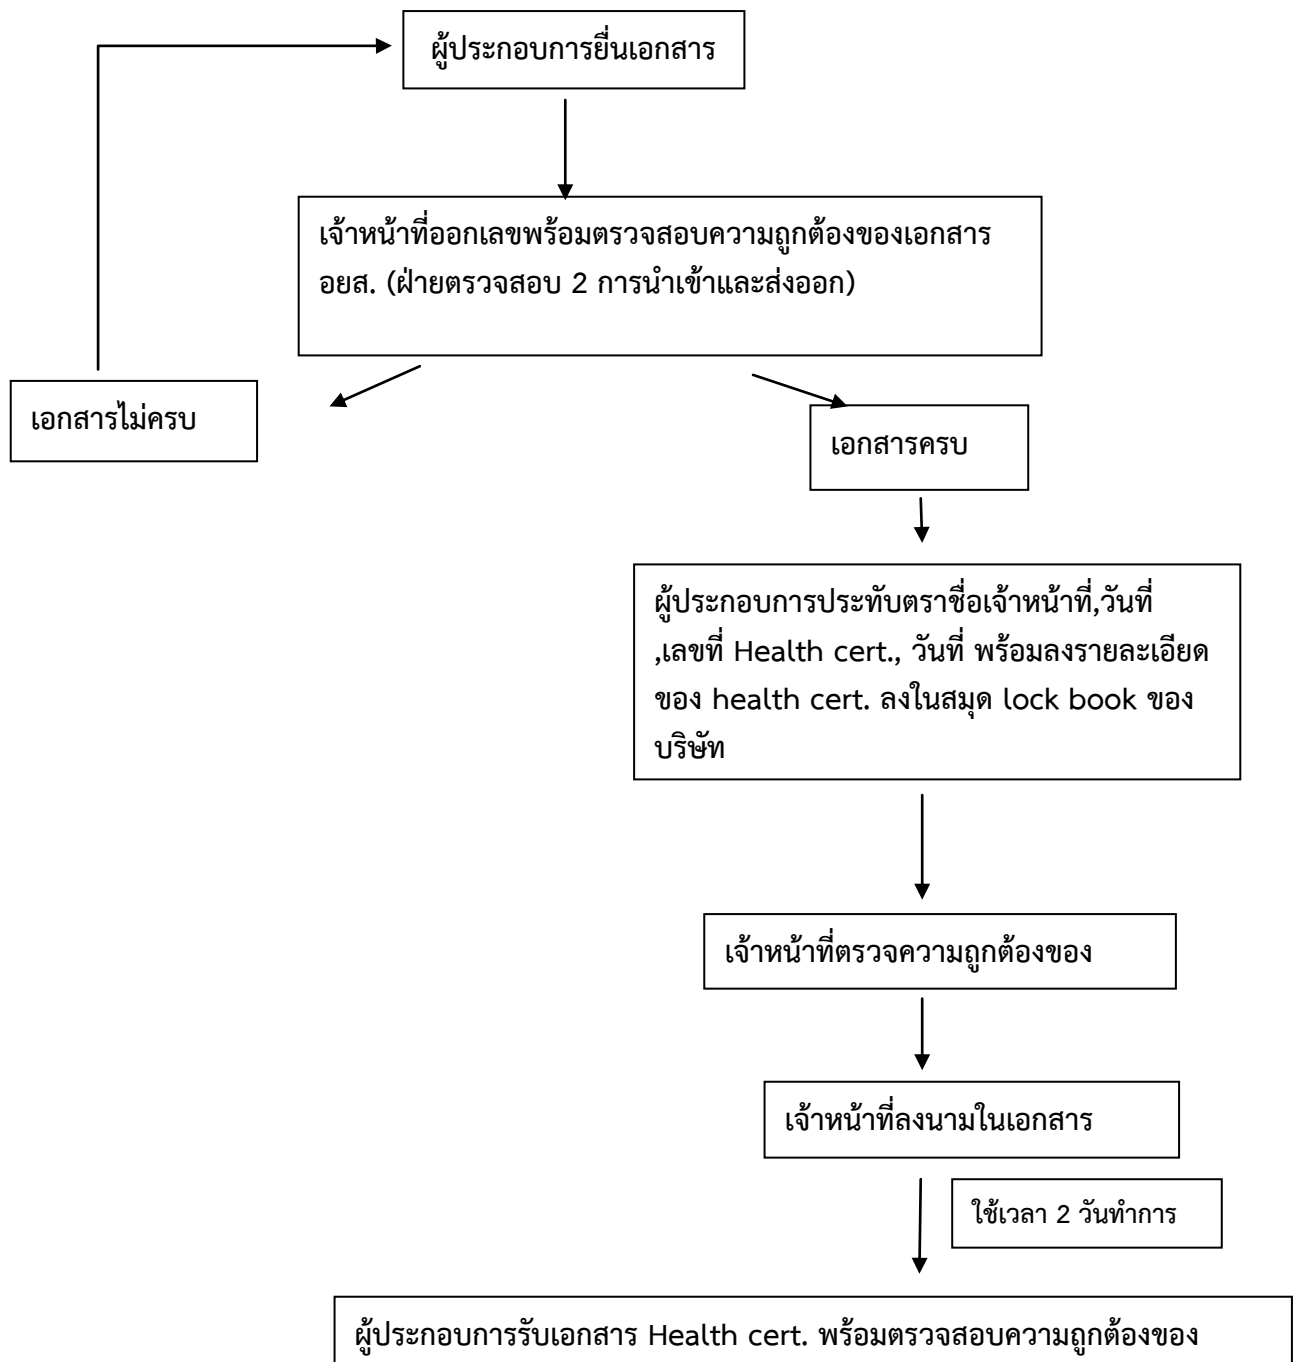 ผู้ประกอบการยื่นเอกสาร
เจ้าหน้าที่ออกเลขพร้อมตรวจสอบความถูกต้องของเอกสาร
อยส. (ฝ่ายตรวจสอบ 2 การนำเข้าและส่งออก)
เอกสารไม่ครบ
เอกสารครบ
ผู้ประกอบการประทับตราชื่อเจ้าหน้าที่,วันที่
,เลขที่ Health cert., วันที่ พร้อมลงรายละเอียด
ของ health cert. ลงในสมุด lock book ของ
บริษัท
เจ้าหน้าที่ตรวจความถูกต้องของ
เจ้าหน้าที่ลงนามในเอกสาร
ใช้เวลา 2 วันทำการ
ผู้ประกอบการรับเอกสาร Health cert. พร้อมตรวจสอบความถูกต้องของ